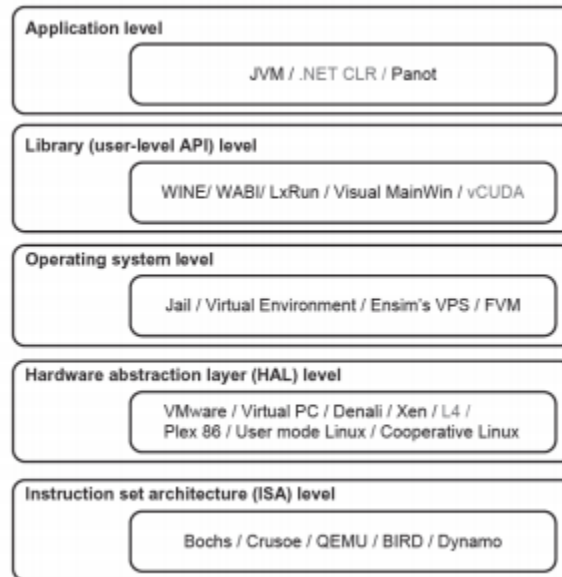 Application level
JVM / .NET CLR / Panot
Library (user-level API) level
WINE/ WABI/ LxRun / Visual MainWin / vCUDA
Operating system level
Jail / Virtual Environment / Ensim's VPS / FVM
Hardware abstraction layer (HAL) level
VMware / Virtual PC / Denali / Xen / L4 /
Plex 86 / User mode Linux / Cooperative Linux
Instruction set architecture (ISA) level
Bochs / Crusoe / QEMU / BIRD / Dynamo